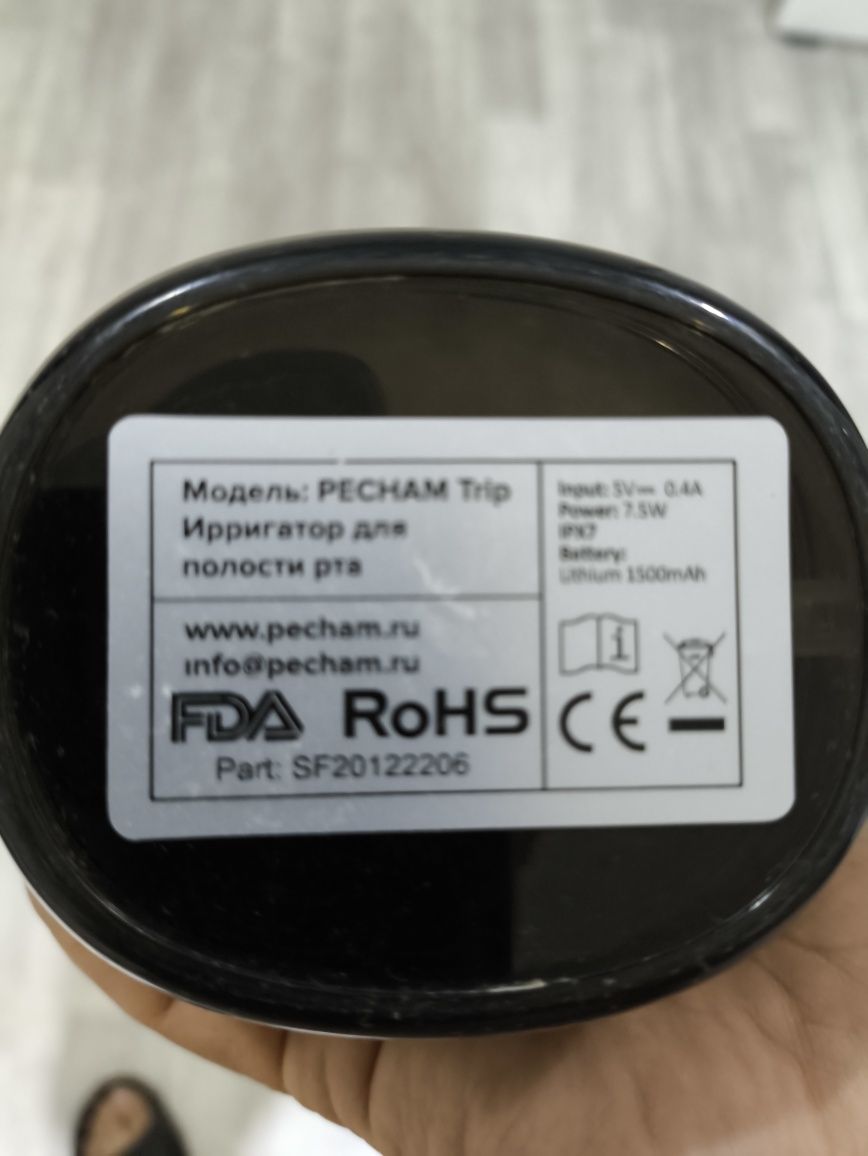 Модель: PECHAM Trip
Ирригатор для
полости рта
www.pecham.ru
info@pecham.ru
FDA RoHS
Part: SF20122206
Input: 5V⎓ 0.4A
Power: 7.5W
IPX7
Battery:
Lithium 1500mAh
i
CE